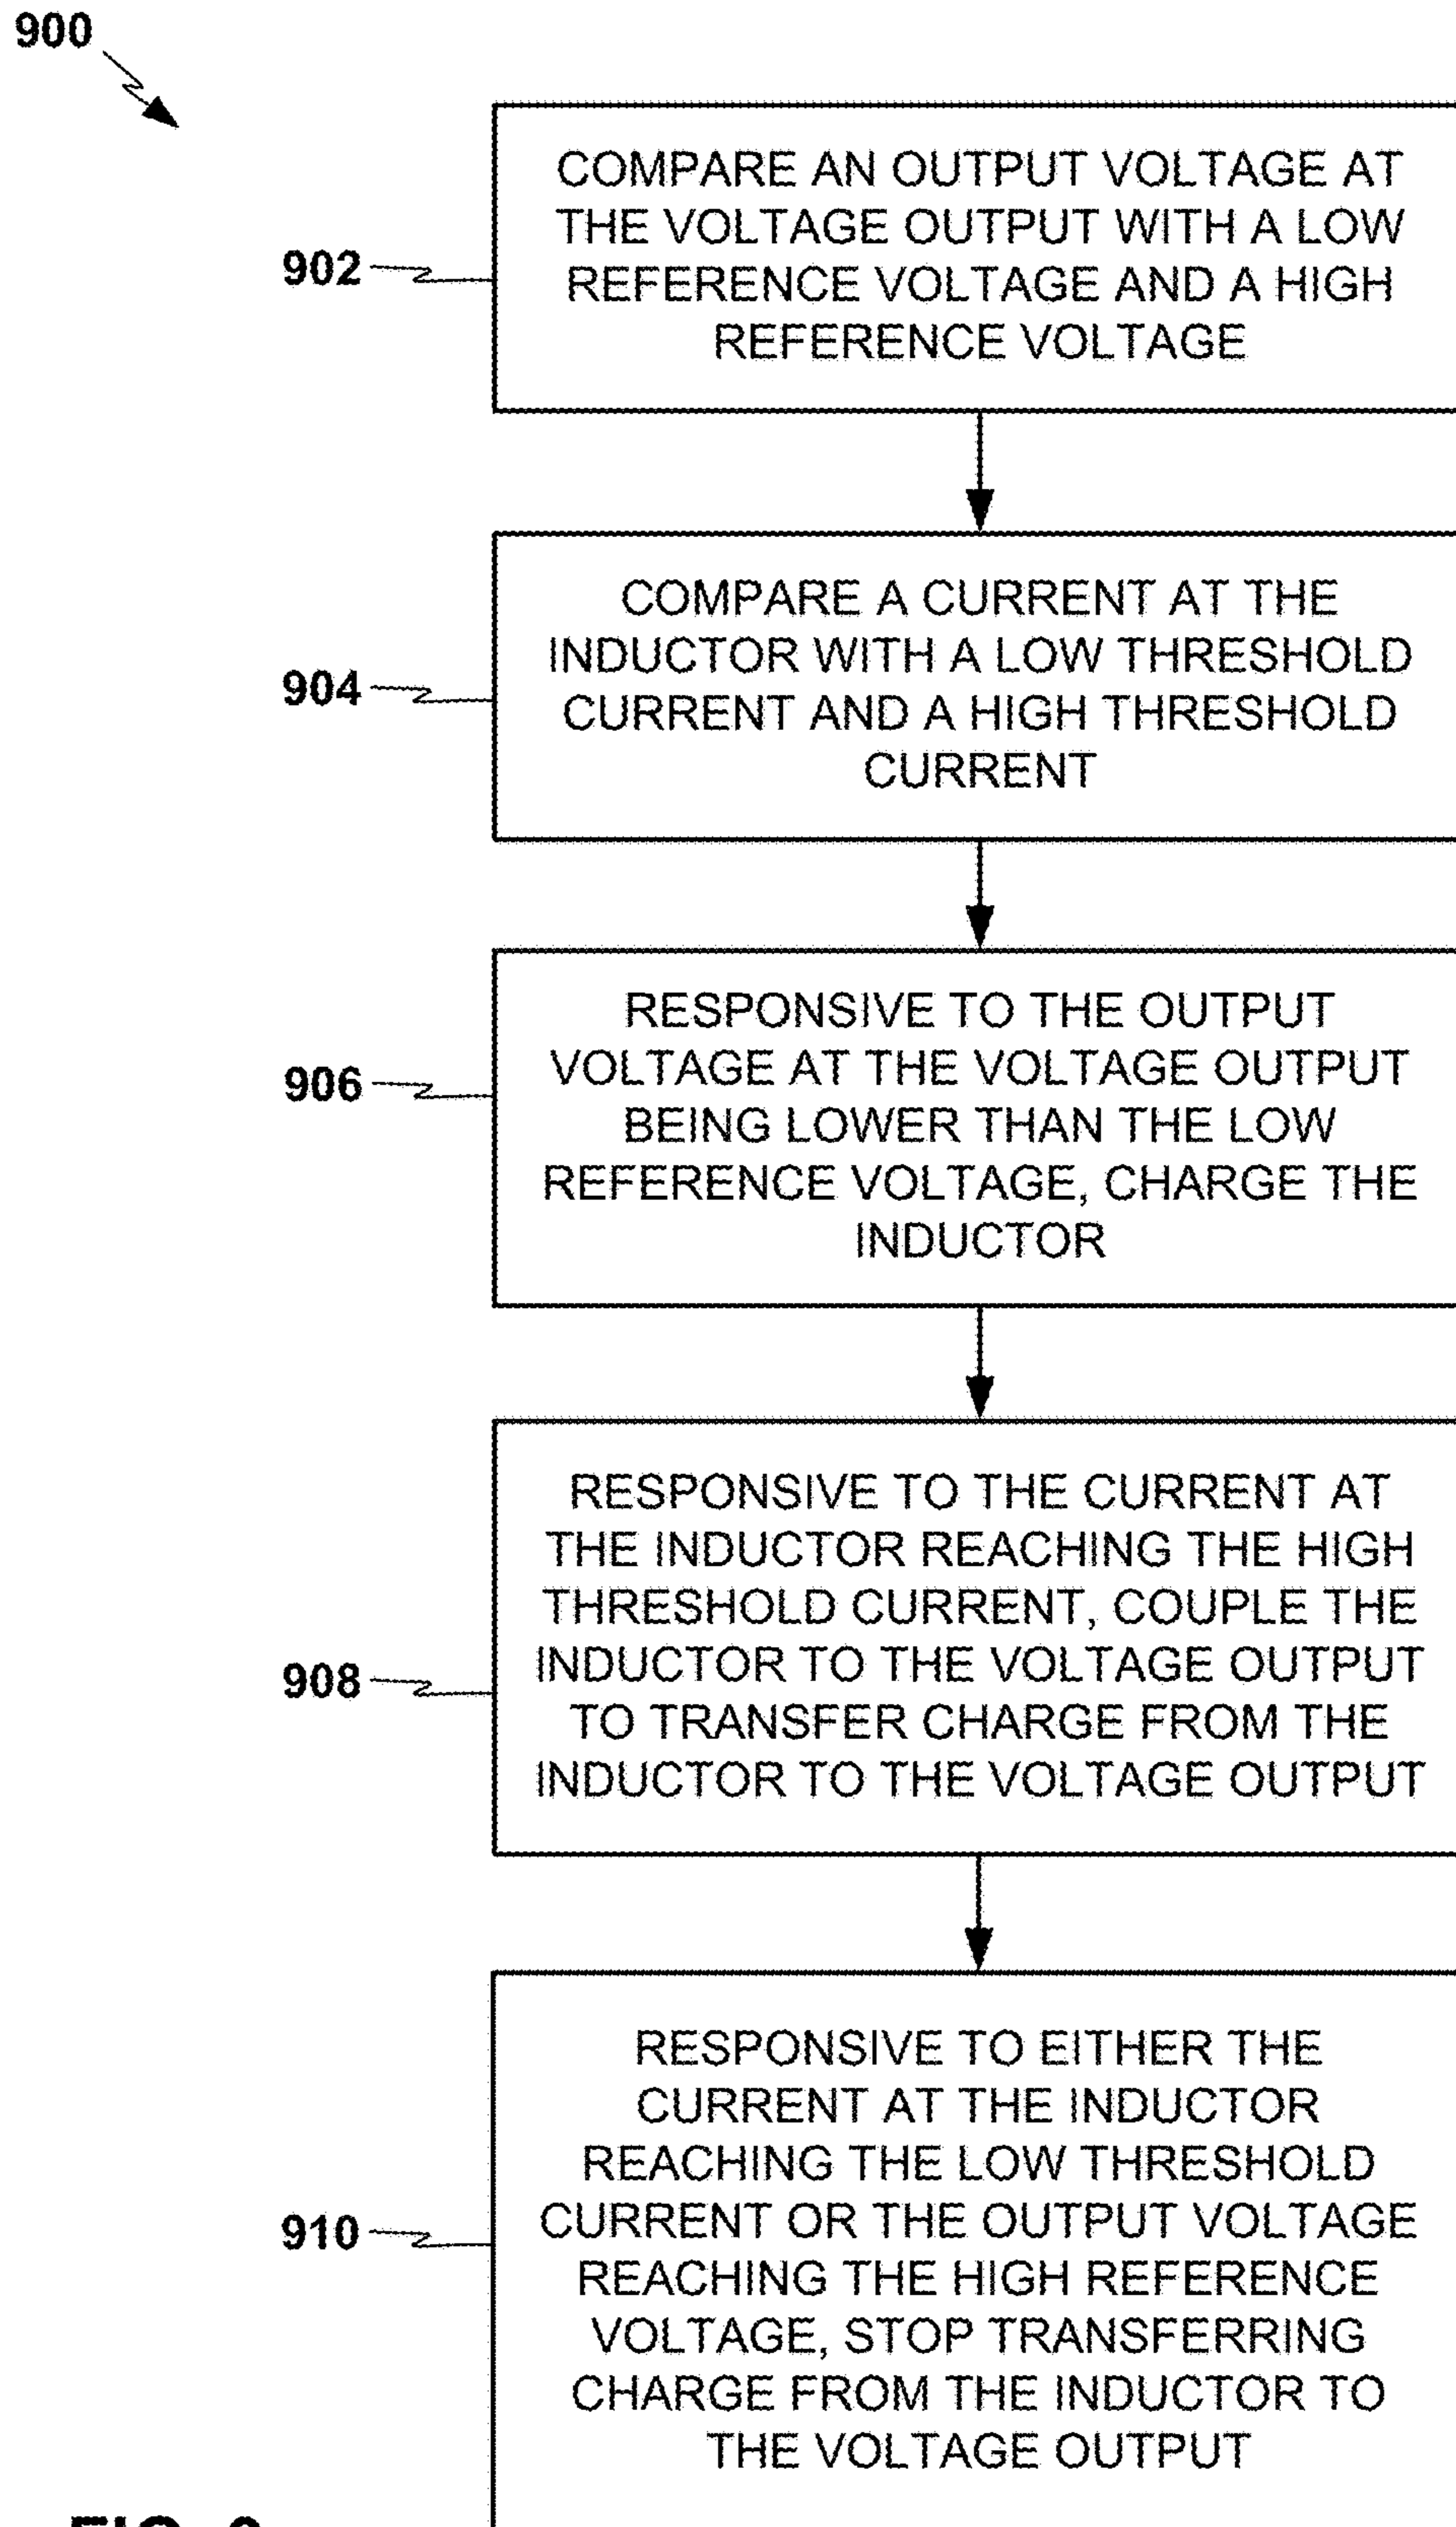 900
COMPARE AN OUTPUT VOLTAGE AT
THE VOLTAGE OUTPUT WITH A LOW
REFERENCE VOLTAGE AND A HIGH
REFERENCE VOLTAGE
902
COMPARE A CURRENT AT THE
INDUCTOR WITH A LOW THRESHOLD
CURRENT AND A HIGH THRESHOLD
CURRENT
904
RESPONSIVE TO THE OUTPUT
VOLTAGE AT THE VOLTAGE OUTPUT
BEING LOWER THAN THE LOW
REFERENCE VOLTAGE, CHARGE THE
INDUCTOR
906
RESPONSIVE TO THE CURRENT AT
THE INDUCTOR REACHING THE HIGH
THRESHOLD CURRENT, COUPLE THE
INDUCTOR TO THE VOLTAGE OUTPUT
TO TRANSFER CHARGE FROM THE
INDUCTOR TO THE VOLTAGE OUTPUT
908
RESPONSIVE TO EITHER THE
CURRENT AT THE INDUCTOR
REACHING THE LOW THRESHOLD
CURRENT OR THE OUTPUT VOLTAGE
REACHING THE HIGH REFERENCE
VOLTAGE, STOP TRANSFERRING
CHARGE FROM THE INDUCTOR TO
THE VOLTAGE OUTPUT
910